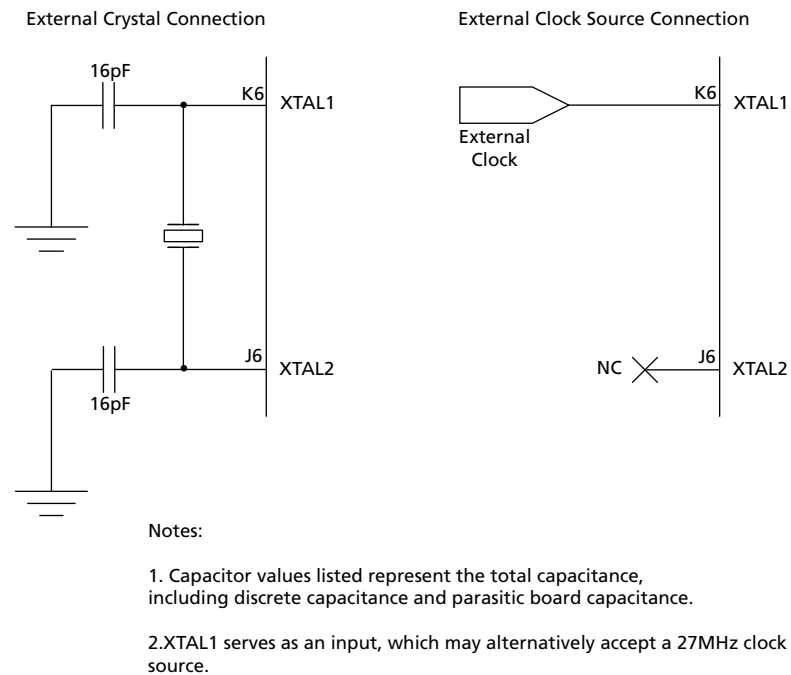 External Crystal Connection
External Clock Source Connection
16pF
K6
XTAL1
J6
XTAL2
16pF
K6
XTAL1
External
Clock
NC
J6
XTAL2
Notes:
1. Capacitor values listed represent the total capacitance,
including discrete capacitance and parasitic board capacitance.
2.XTAL1 serves as an input, which may alternatively accept a 27MHz clock
source.